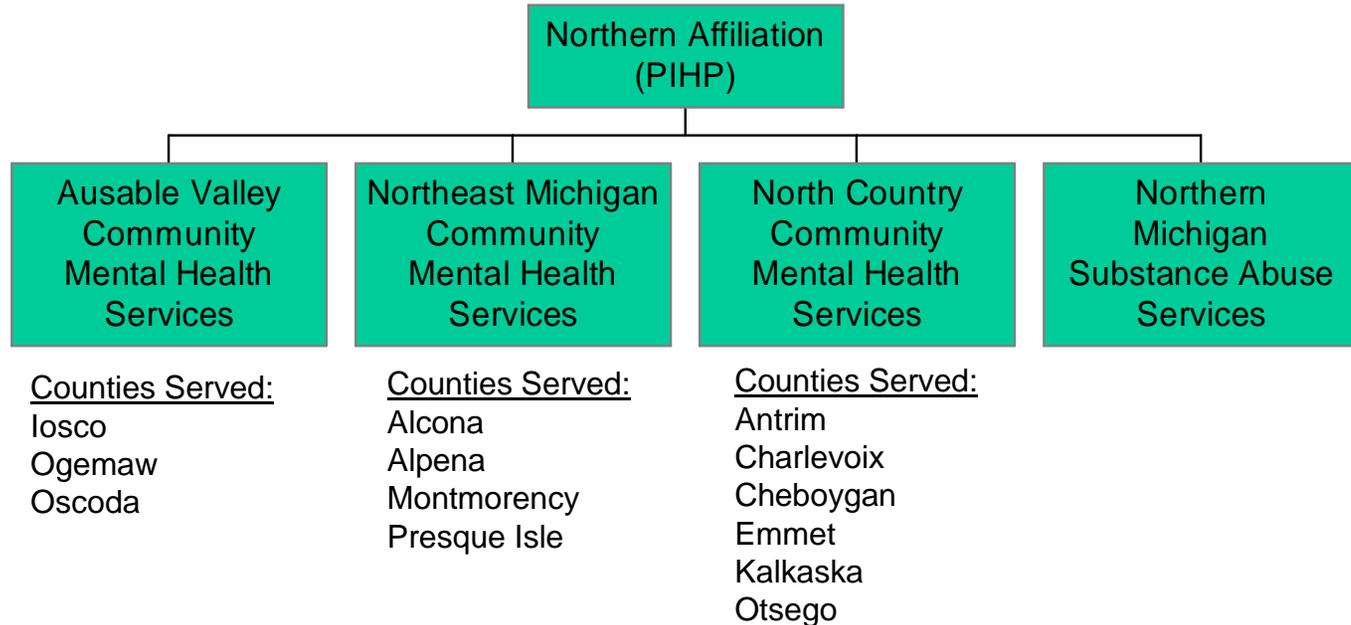 Northern Affiliation
(PIHP)
Ausable Valley
Community
Mental Health
Services
Northeast Michigan
Community
Mental Health
Services
North Country
Community
Mental Health
Services
Northern
Michigan
Substance Abuse
Services
Counties Served:
Iosco
Ogemaw
Oscoda
Counties Served:
Alcona
Alpena
Montmorency
Presque Isle
Counties Served:
Antrim
Charlevoix
Cheboygan
Emmet
Kalkaska
Otsego